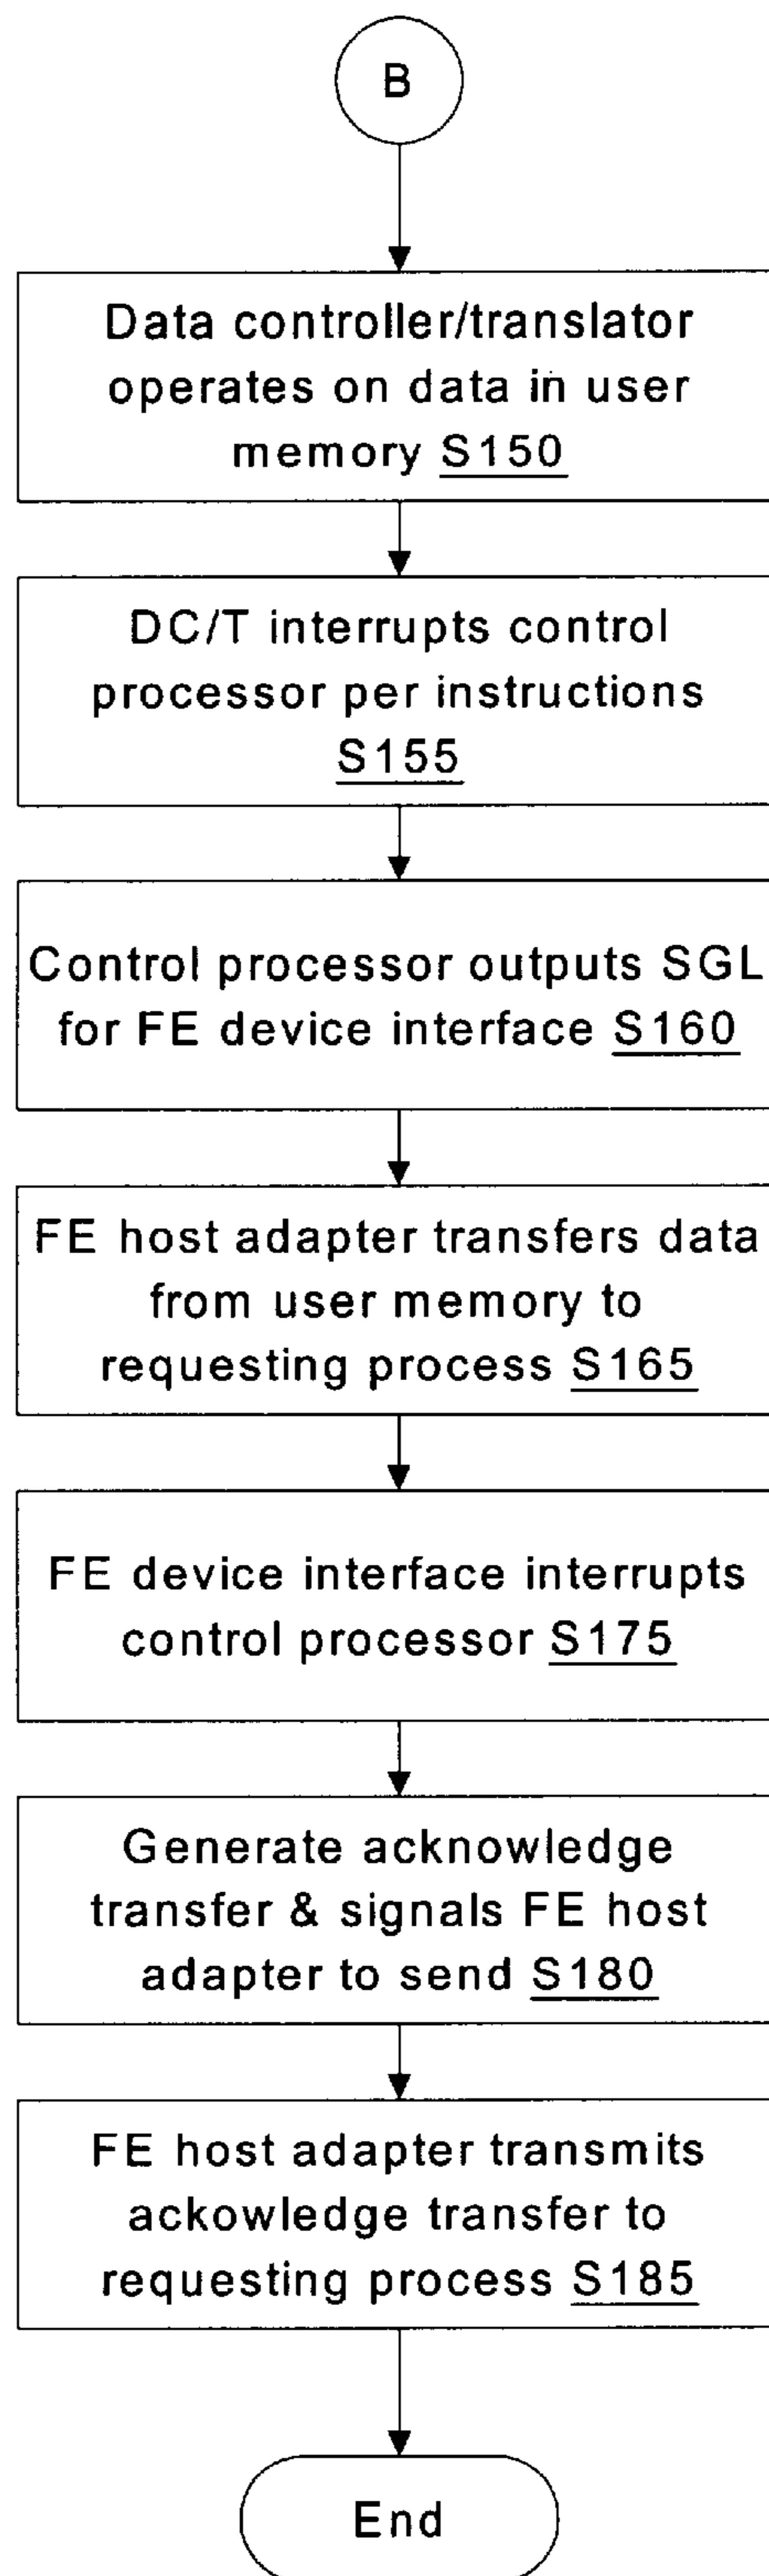 B
Data controller/translator
operates on data in user
memory S150
DC/T interrupts control
processor per instructions
S155
Control processor outputs SGL
for FE device interface S160
FE host adapter transfers data
from user memory to
requesting process S165
FE device interface interrupts
control processor S175
Generate acknowledge
transfer & signals FE host
adapter to send S180
FE host adapter transmits
ackowledge transfer to
requesting process S185
End